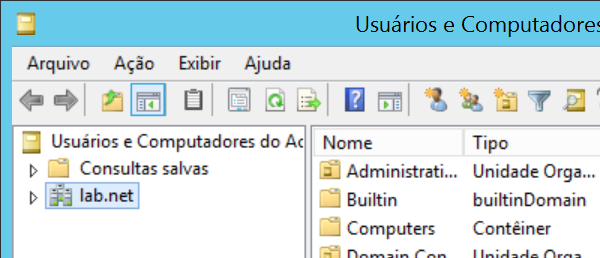 Usuários e Computadores
Arquivo Ação Exibir Ajuda
Usuários e Computadores do Ac
Consultas salvas
lab.net
Nome Tipo
Administrati... Unidade Orga...
Builtin builtinDomain
Computers Contêiner
Domain Con... Unidade Orga...